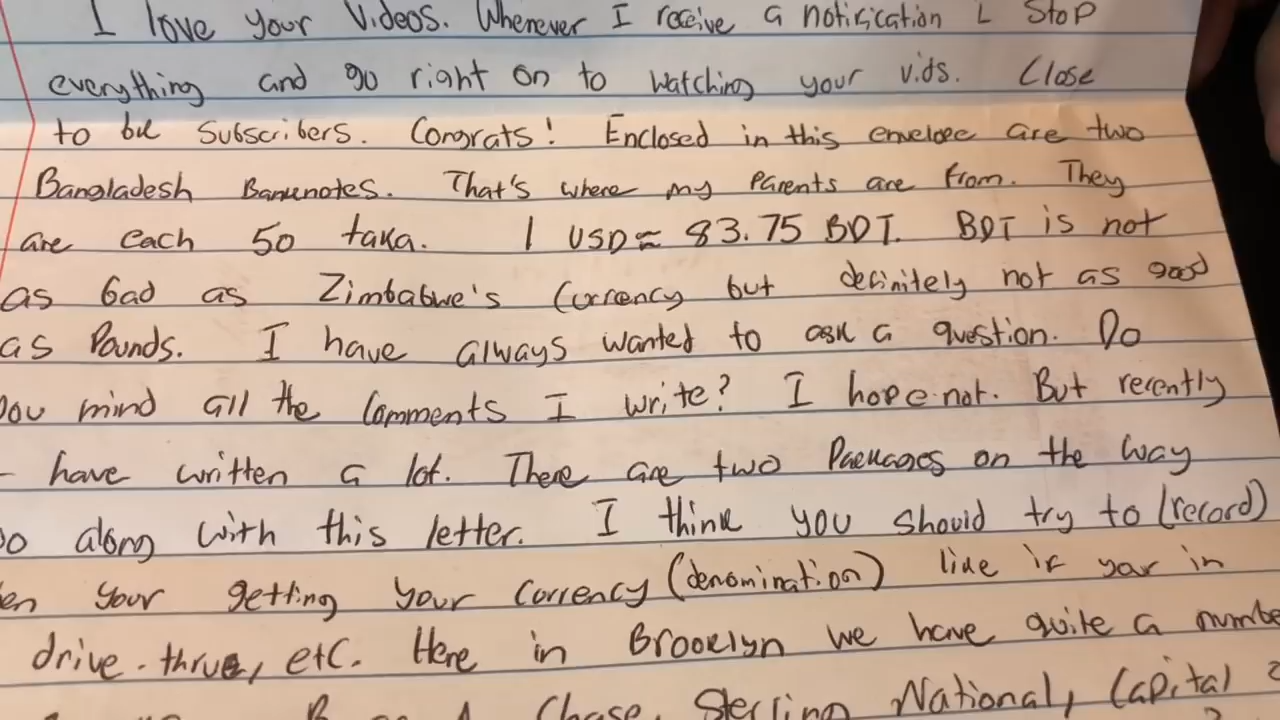 I love your Videos. Whenever I receive a notification I Stop
everything and go right on to watching your vids. Close
to be Subscribers. Congrats! Enclosed in this envelope are two
Bangladesh Banknotes. That's where my Parents are from. They
are each 50 taka. 1 USD ≈ 83.75 BDT. BDT is not
as bad as Zimbabwe's Currency but definitely not as good
as Pounds. I have always wanted to ask a question. Do
you mind all the Comments I write? I hope not. But recently
have written a lot. There are two Packages on the way
along with this letter. I think you should try to (record)
your getting your currency (denomination) like if your in
drive-thrus, etc. Here in Brooklyn we have quite a numbe
Chase, Sterling National, Capital